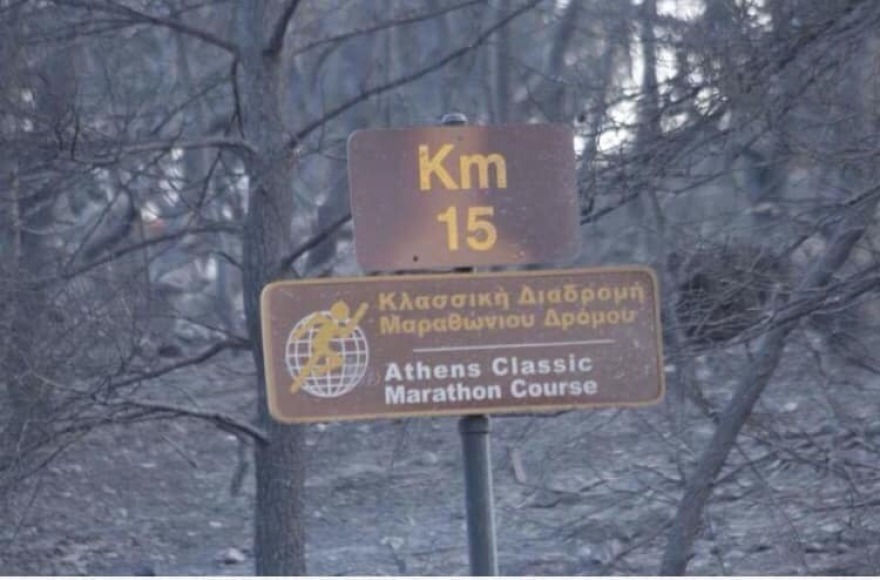 Km
15
Κλασσική Διαδρομή
Μαραθώνιου Δρόμου
Athens Classic
Marathon Course